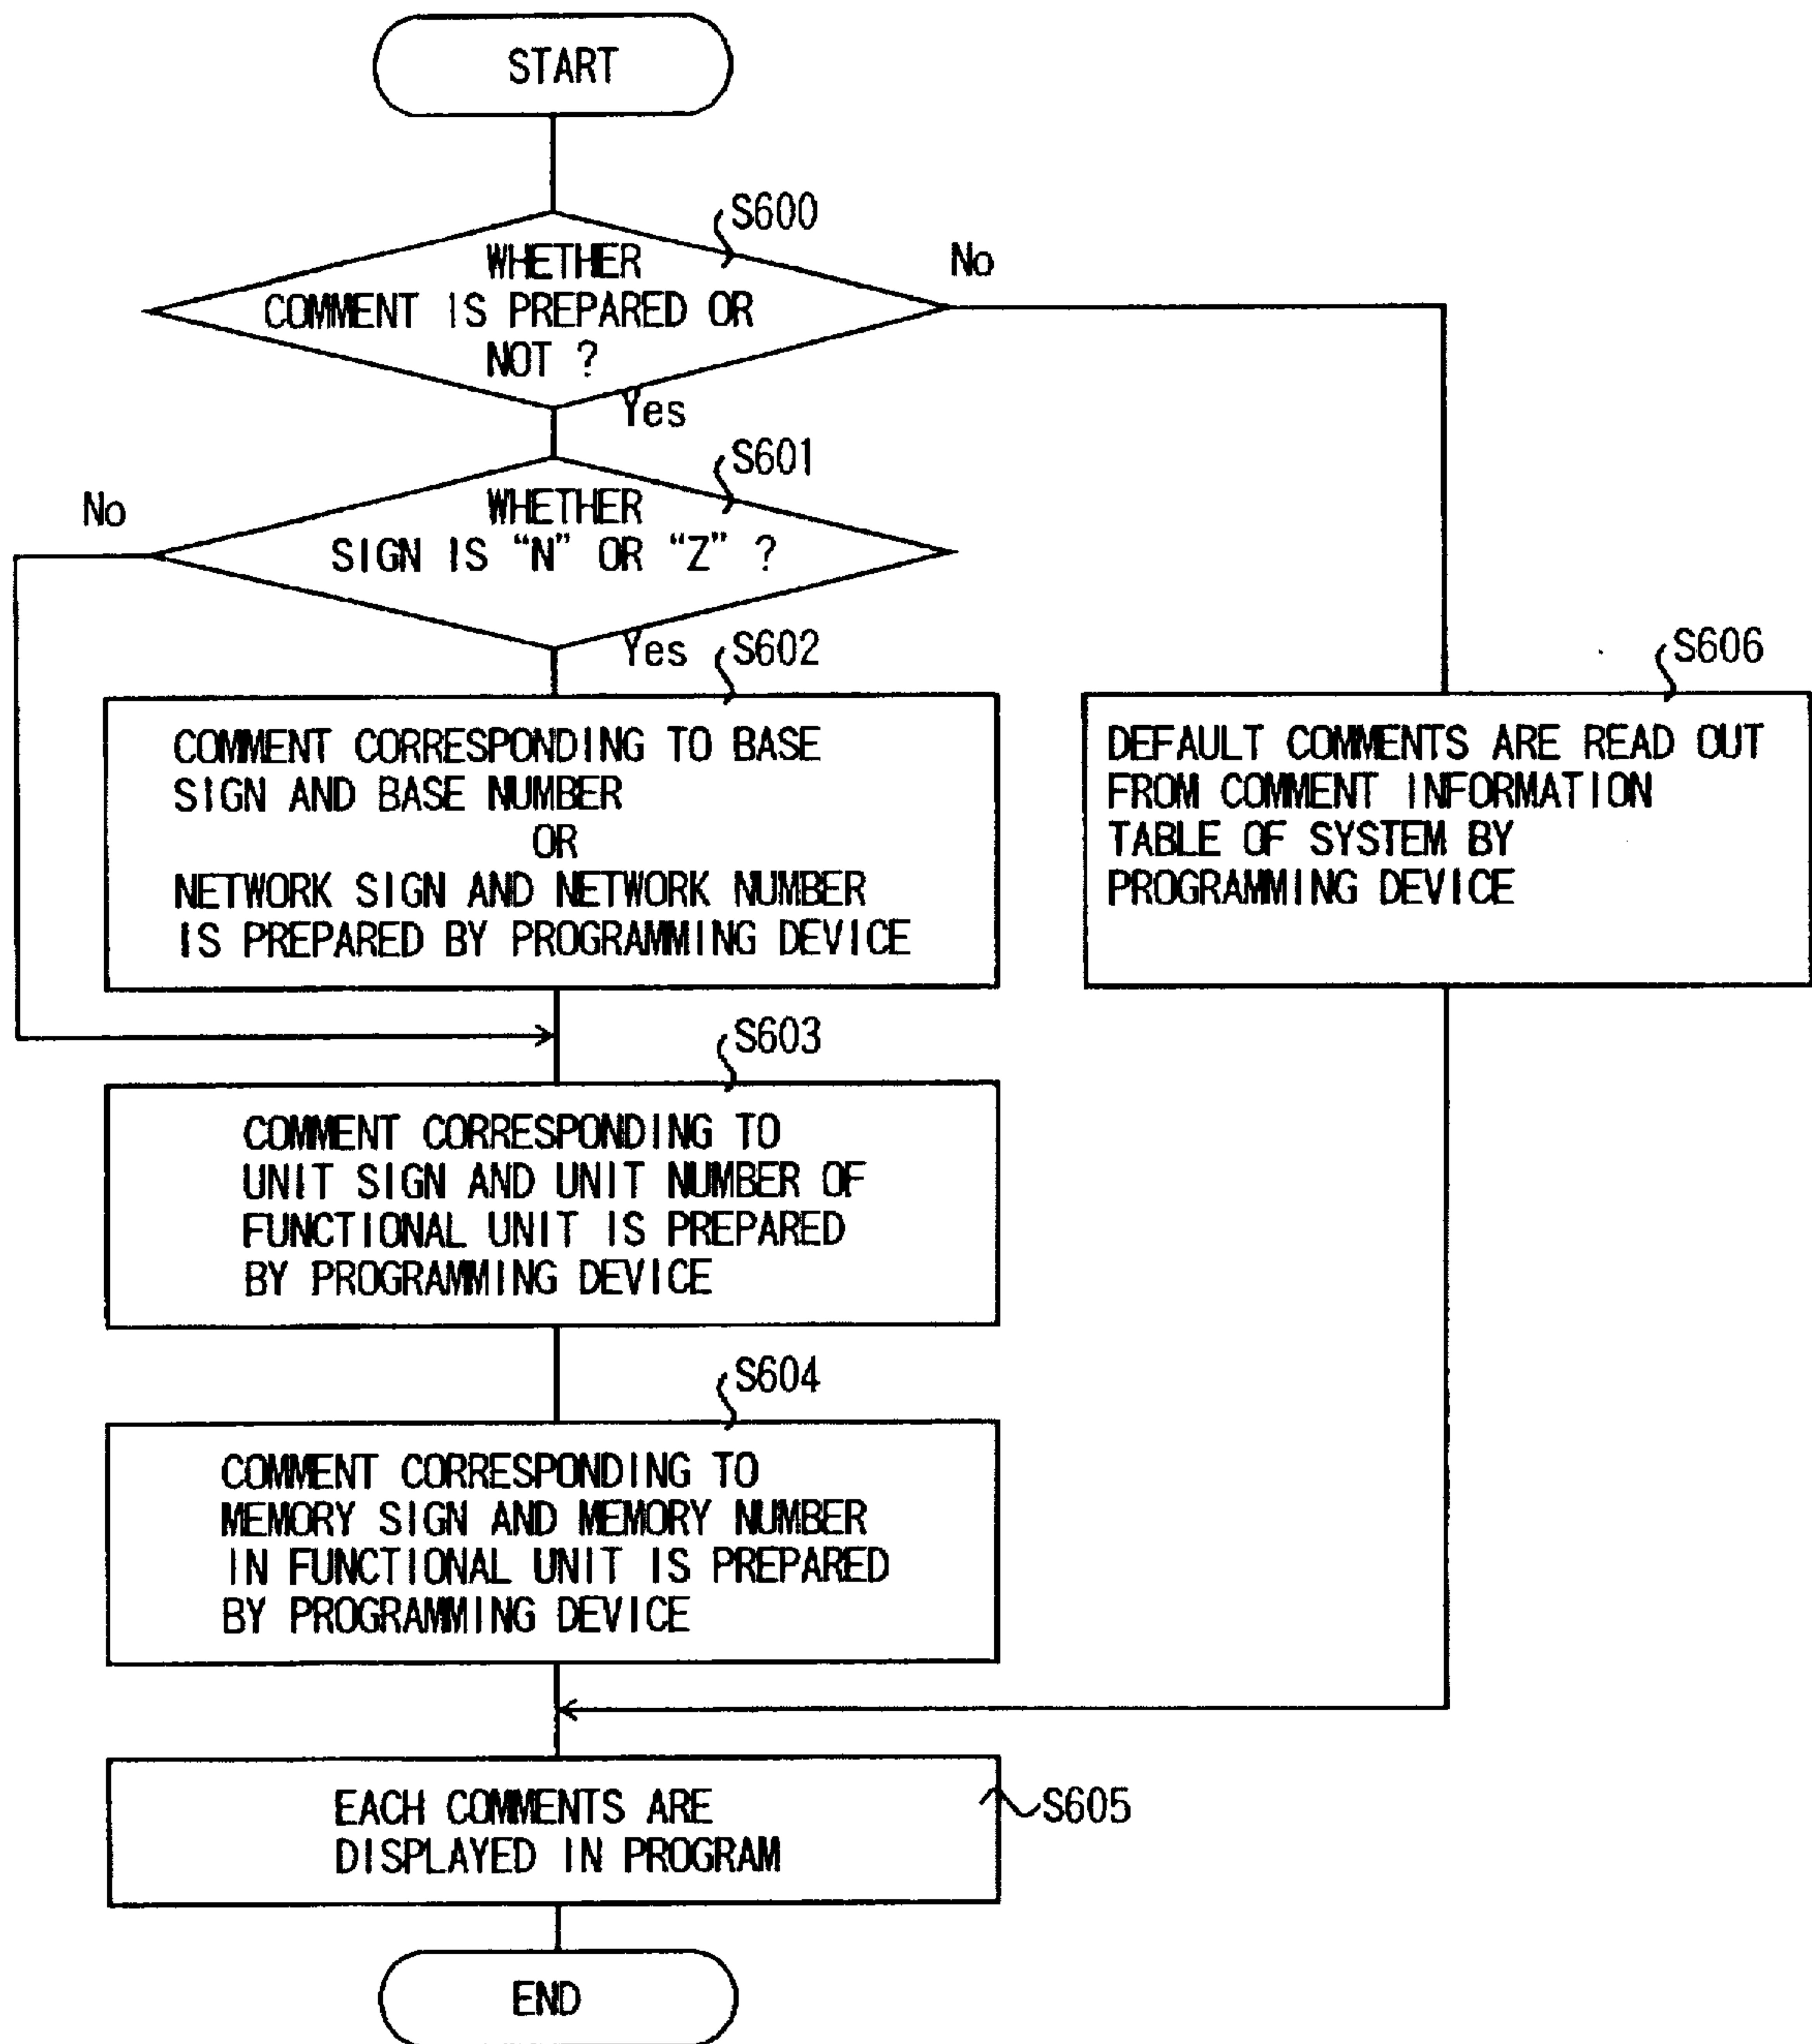 START
S600
WHETHER
COMMENT IS PREPARED OR
NOT ?
No
Yes
S601
No
WHETHER
SIGN IS “N” OR “Z” ?
Yes
S602
COMMENT CORRESPONDING TO BASE
SIGN AND BASE NUMBER
OR
NETWORK SIGN AND NETWORK NUMBER
IS PREPARED BY PROGRAMMING DEVICE
S606
DEFAULT COMMENTS ARE READ OUT
FROM COMMENT INFORMATION
TABLE OF SYSTEM BY
PROGRAMMING DEVICE
S603
COMMENT CORRESPONDING TO
UNIT SIGN AND UNIT NUMBER OF
FUNCTIONAL UNIT IS PREPARED
BY PROGRAMMING DEVICE
S604
COMMENT CORRESPONDING TO
MEMORY SIGN AND MEMORY NUMBER
IN FUNCTIONAL UNIT IS PREPARED
BY PROGRAMMING DEVICE
EACH COMMENTS ARE
DISPLAYED IN PROGRAM
S605
END